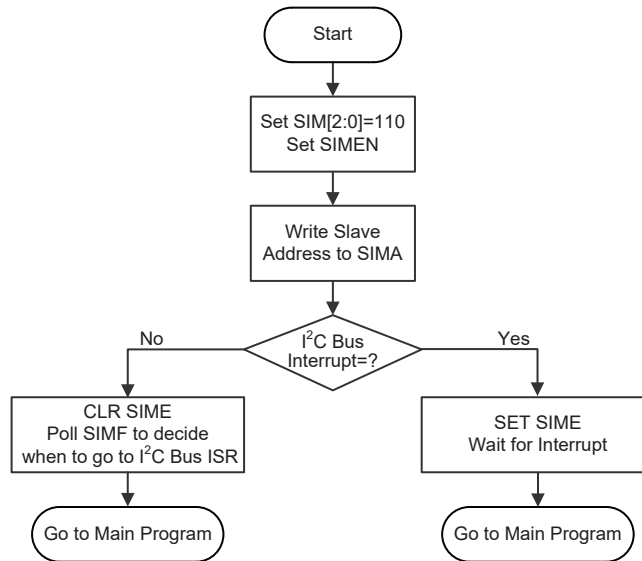 Start
Set SIM[2:0]=110
Set SIMEN
Write Slave
Address to SIMA
I²C Bus
Interrupt=?
No
Yes
CLR SIME
Poll SIMF to decide
when to go to I²C Bus ISR
SET SIME
Wait for Interrupt
Go to Main Program
Go to Main Program